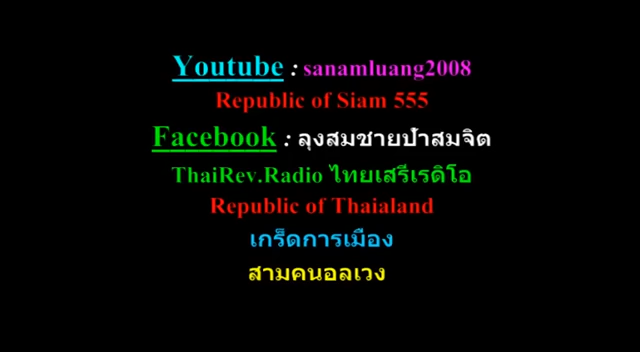 Youtube : sanamluang2008
Republic of Siam 555
Facebook : ลุงสมชายป้าสมจิต
ThaiRev.Radio ไทยเสรีเรดิโอ
Republic of Thaialand
เกร็ดการเมือง
สามคนอลเวง